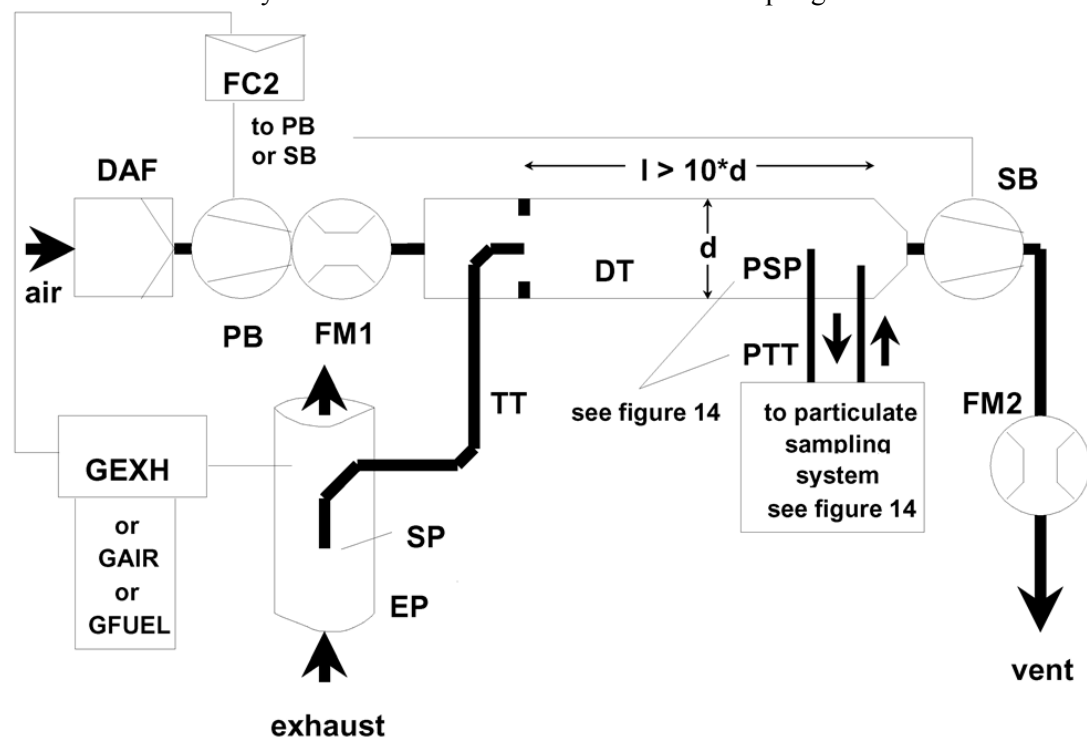 FC2
to PB
or SB
DAF
l > 10*d
SB
d
DT
PSP
air
PB
FM1
PTT
TT
see figure 14
to particulate
sampling
system
see figure 14
FM2
GEXH
or
GAIR
or
GFUEL
SP
EP
vent
exhaust